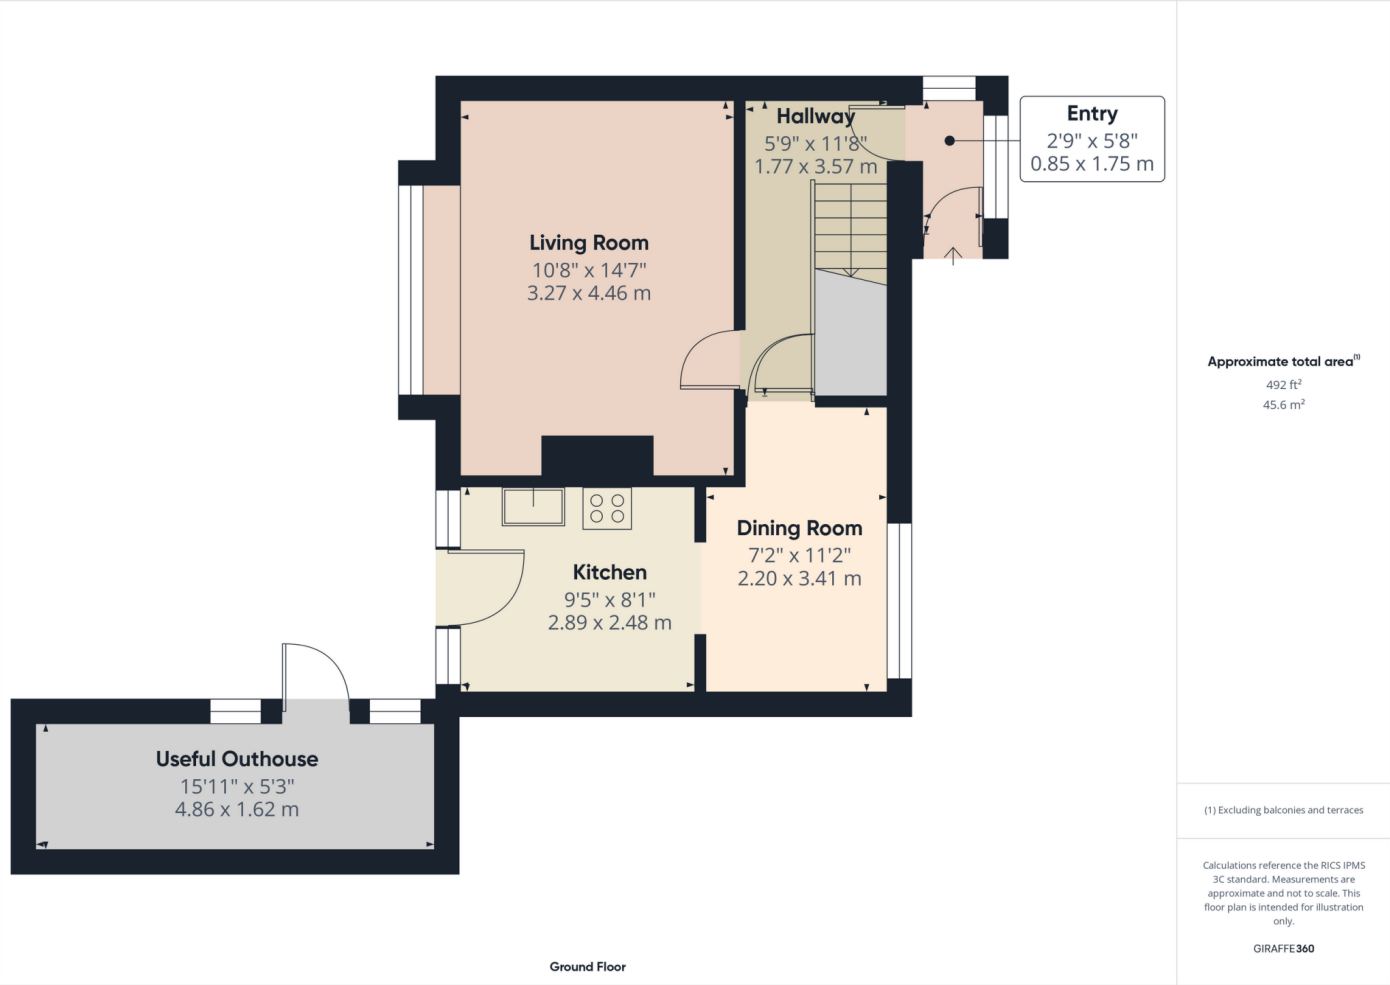 Hallway
5'9" x 11'8"
1.77 x 3.57 m
Entry
2'9" x 5'8"
0.85 x 1.75 m
Living Room
10'8" x 14'7"
3.27 x 4.46 m
Dining Room
7'2" x 11'2"
2.20 x 3.41 m
Kitchen
9'5" x 8'1"
2.89 x 2.48 m
Useful Outhouse
15'11" x 5'3"
4.86 x 1.62 m
Ground Floor
Approximate total area(1)
492 ft²
45.6 m²
(1) Excluding balconies and terraces
Calculations reference the RICS IPMS
3C standard. Measurements are
approximate and not to scale. This
floor plan is intended for illustration
only.
GIRAFFE360